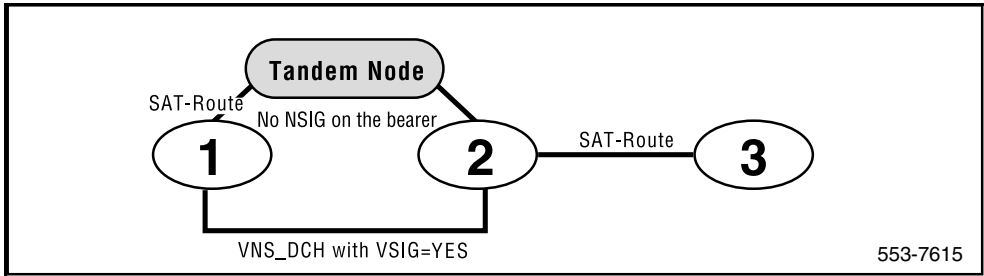 Tandem Node
SAT-Route
No NSIG on the bearer
1
2
SAT-Route
3
VNS_DCH with VSIG=YES
553-7615